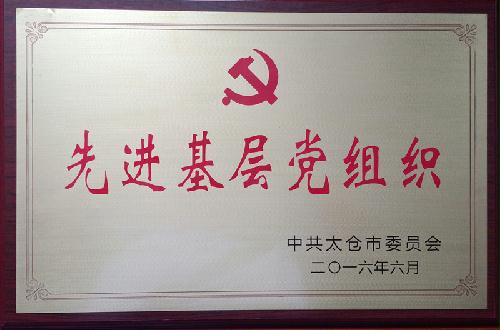 先进基层党组织
中共太仓市委员会
二〇一六年六月